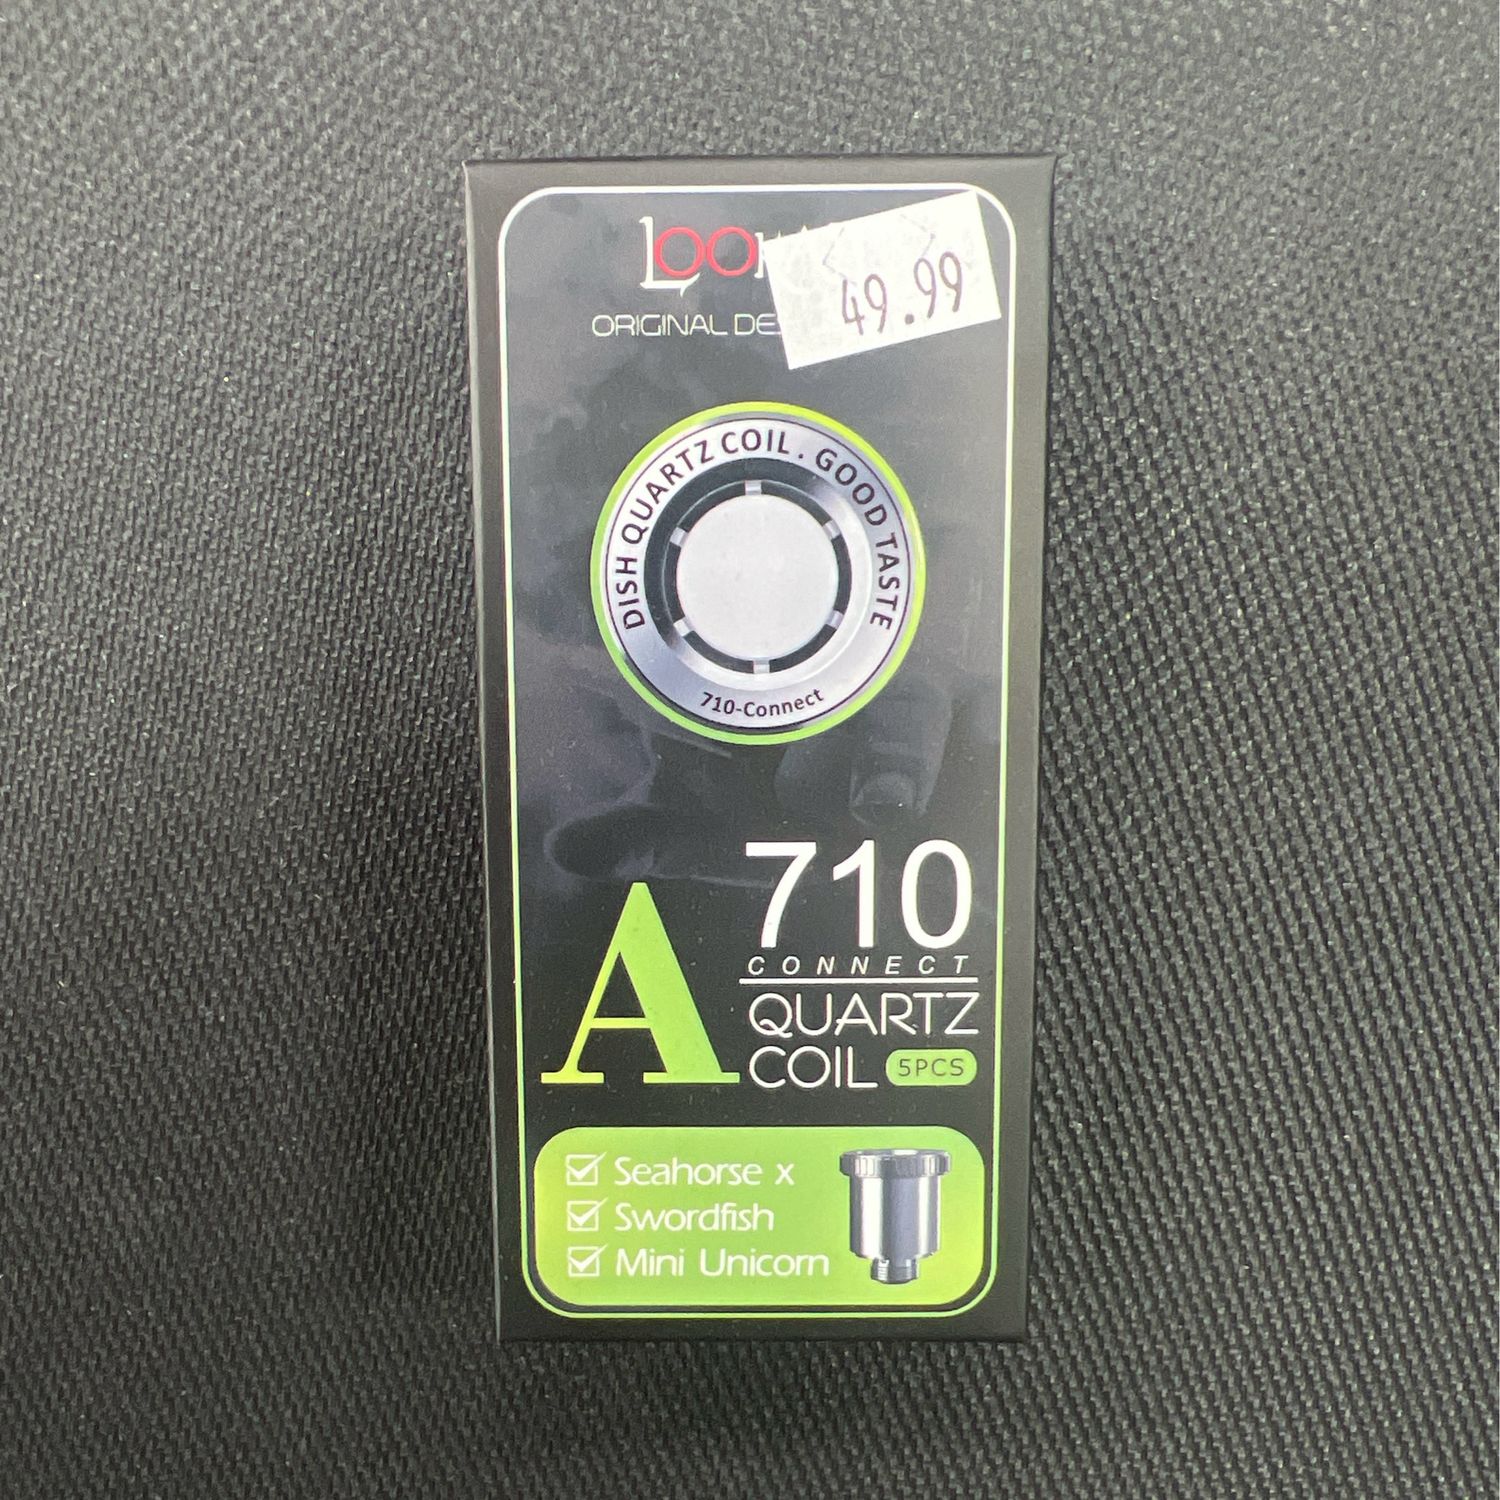 49.99
ORIGINAL
DISH QUARTZ COIL . GOOD TASTE
710-Connect
A
710
CONNECT
QUARTZ
COIL 5PCS
Seahorse x
Swordfish
Mini Unicorn